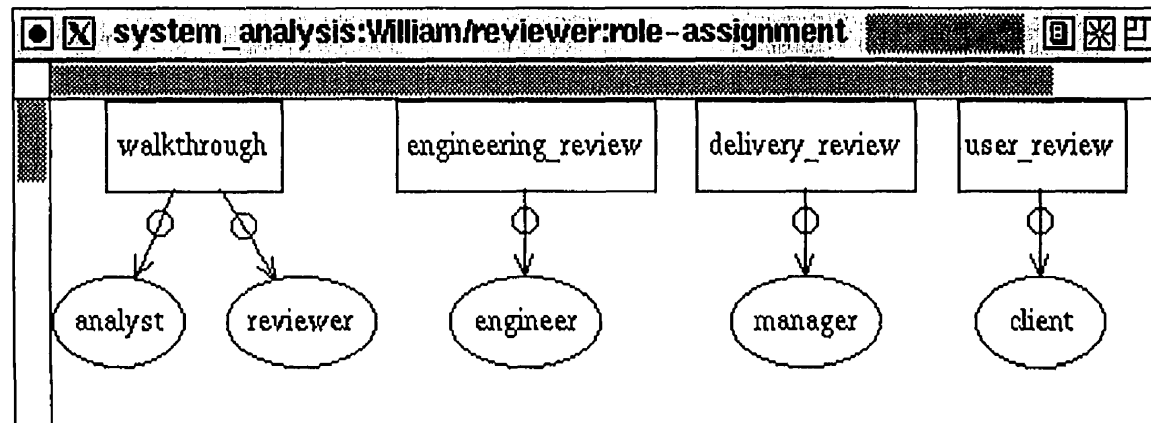 system_analysis:William/reviewer:role-assignment
walkthrough engineering_review delivery_review user_review
analyst reviewer engineer manager client